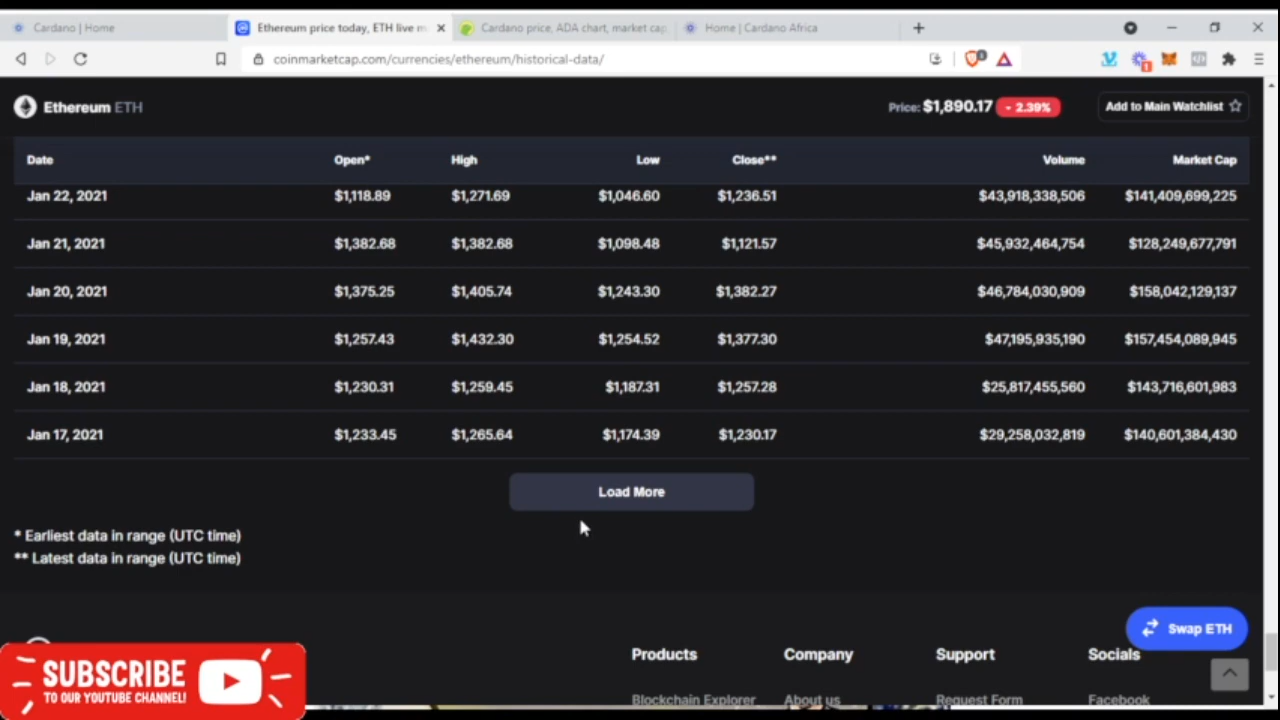 Cardano | Home
Ethereum price today, ETH live m
Cardano price, ADA chart, market cap
Home | Cardano Africa
coinmarketcap.com/currencies/ethereum/historical-data/
Ethereum ETH
Price: $1,890.17 - 2.39%
Add to Main Watchlist
Date Open* High Low Close** Volume Market Cap
Jan 22, 2021 $1,118.89 $1,271.69 $1,046.60 $1,236.51 $43,918,338,506 $141,409,699,225
Jan 21, 2021 $1,382.68 $1,382.68 $1,098.48 $1,121.57 $45,932,464,754 $128,249,677,791
Jan 20, 2021 $1,375.25 $1,405.74 $1,243.30 $1,382.27 $46,784,030,909 $158,042,129,137
Jan 19, 2021 $1,257.43 $1,432.30 $1,254.52 $1,377.30 $47,195,935,190 $157,454,089,945
Jan 18, 2021 $1,230.31 $1,259.45 $1,187.31 $1,257.28 $25,817,455,560 $143,716,601,983
Jan 17, 2021 $1,233.45 $1,265.64 $1,174.39 $1,230.17 $29,258,032,819 $140,601,384,430
Load More
* Earliest data in range (UTC time)
** Latest data in range (UTC time)
Swap ETH
Products Company Support Socials
Blockchain Explorer About us Request Form Facebook
SUBSCRIBE
TO OUR YOUTUBE CHANNEL!